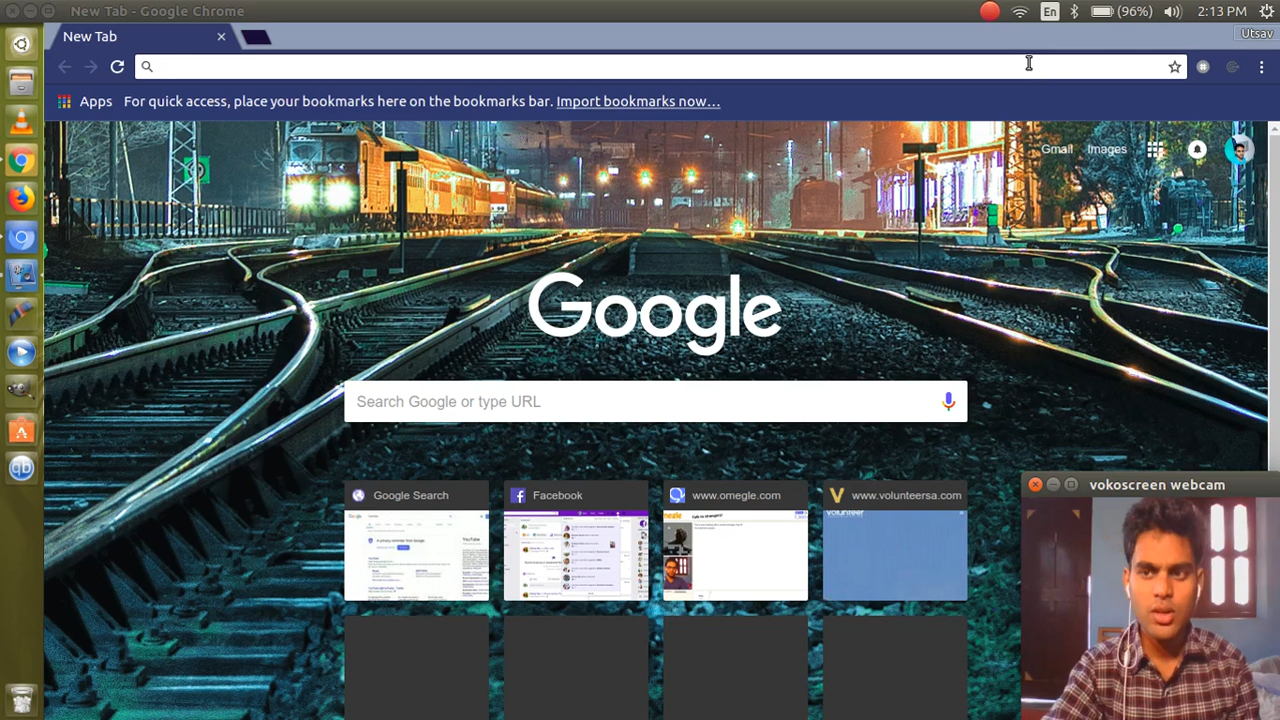 New Tab - Google Chrome
En
(96%)
2:13 PM
New Tab
Utsav
Apps
For quick access, place your bookmarks here on the bookmarks bar. Import bookmarks now...
Gmail
Images
Google
Search Google or type URL
Google Search
Facebook
www.omegle.com
www.volunteersa.com
YouTube
volunteer
vokoscreen webcam